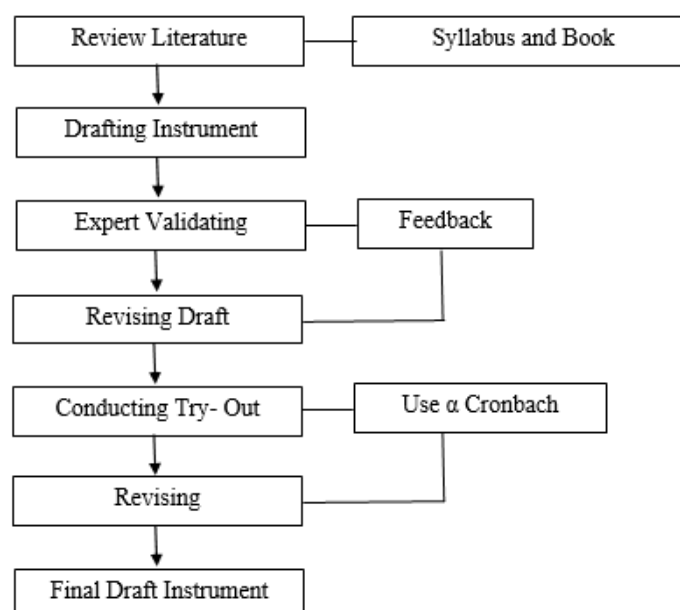 Review Literature
Syllabus and Book
Drafting Instrument
Expert Validating
Feedback
Revising Draft
Conducting Try- Out
Use α Cronbach
Revising
Final Draft Instrument